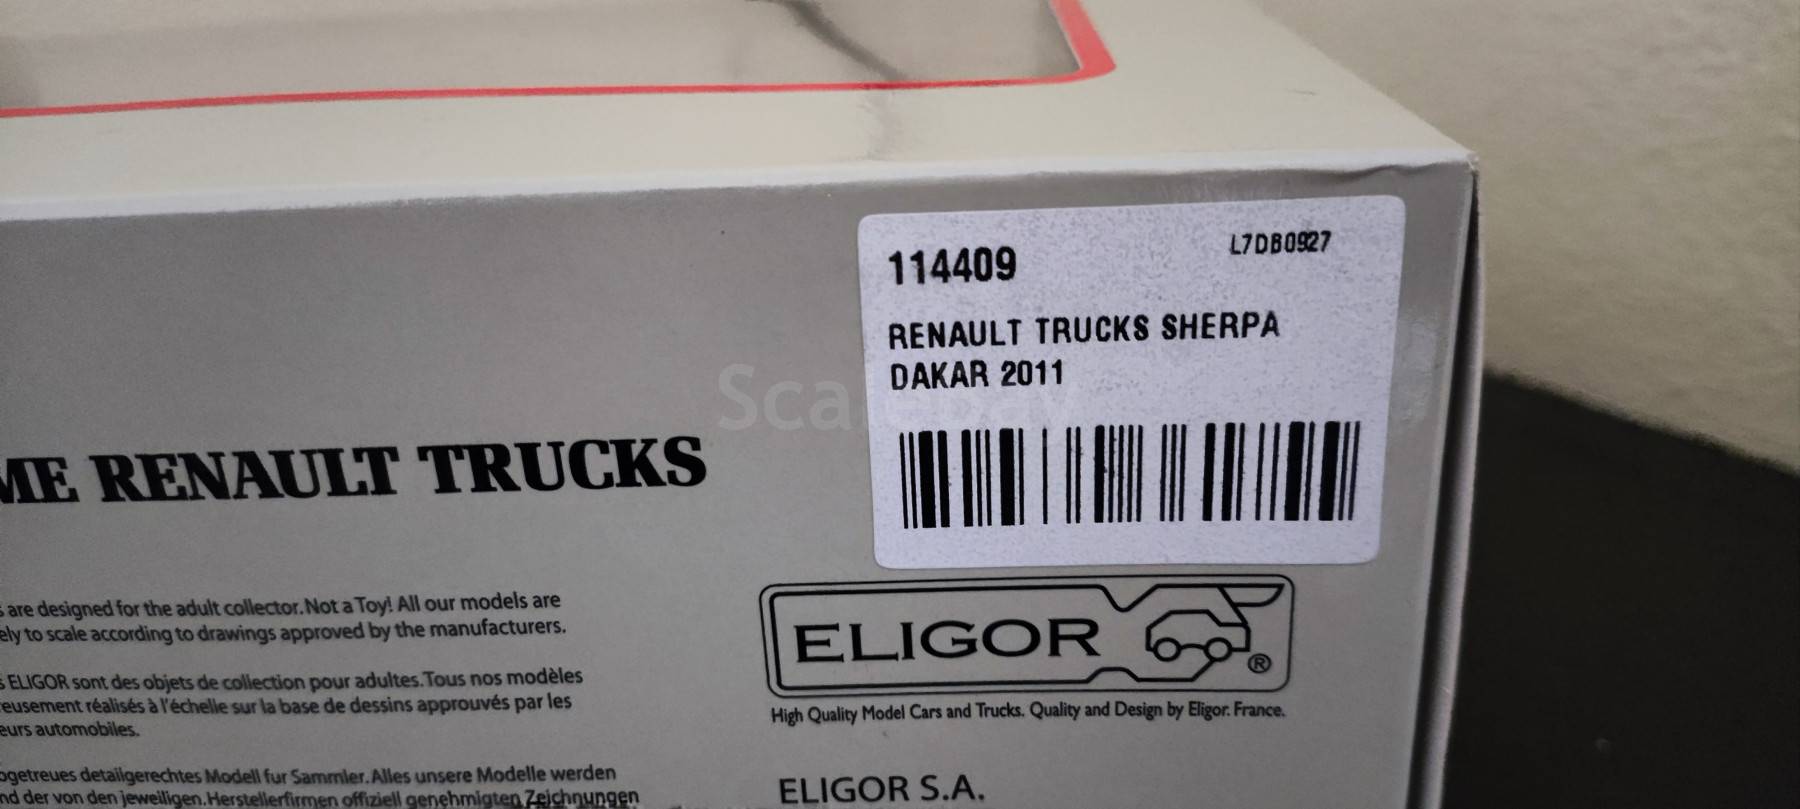 114409
L7DB0927
RENAULT TRUCKS SHERPA
DAKAR 2011
Scalebay
RENAULT TRUCKS
are designed for the adult collector. Not a Toy! All our models are
to scale according to drawings approved by the manufacturers.
ELIGOR sont des objets de collection pour adultes. Tous nos modèles
réalisés à l'échelle sur la base de dessins approuvés par les
automobiles.
detailgerechtes Modell fur Sammler. Alles unsere Modelle werden
der von den jeweiligen. Herstellerfirmen offiziell genehmigten Zeichnungen
ELIGOR ®
High Quality Model Cars and Trucks. Quality and Design by Eligor. France.
ELIGOR S.A.